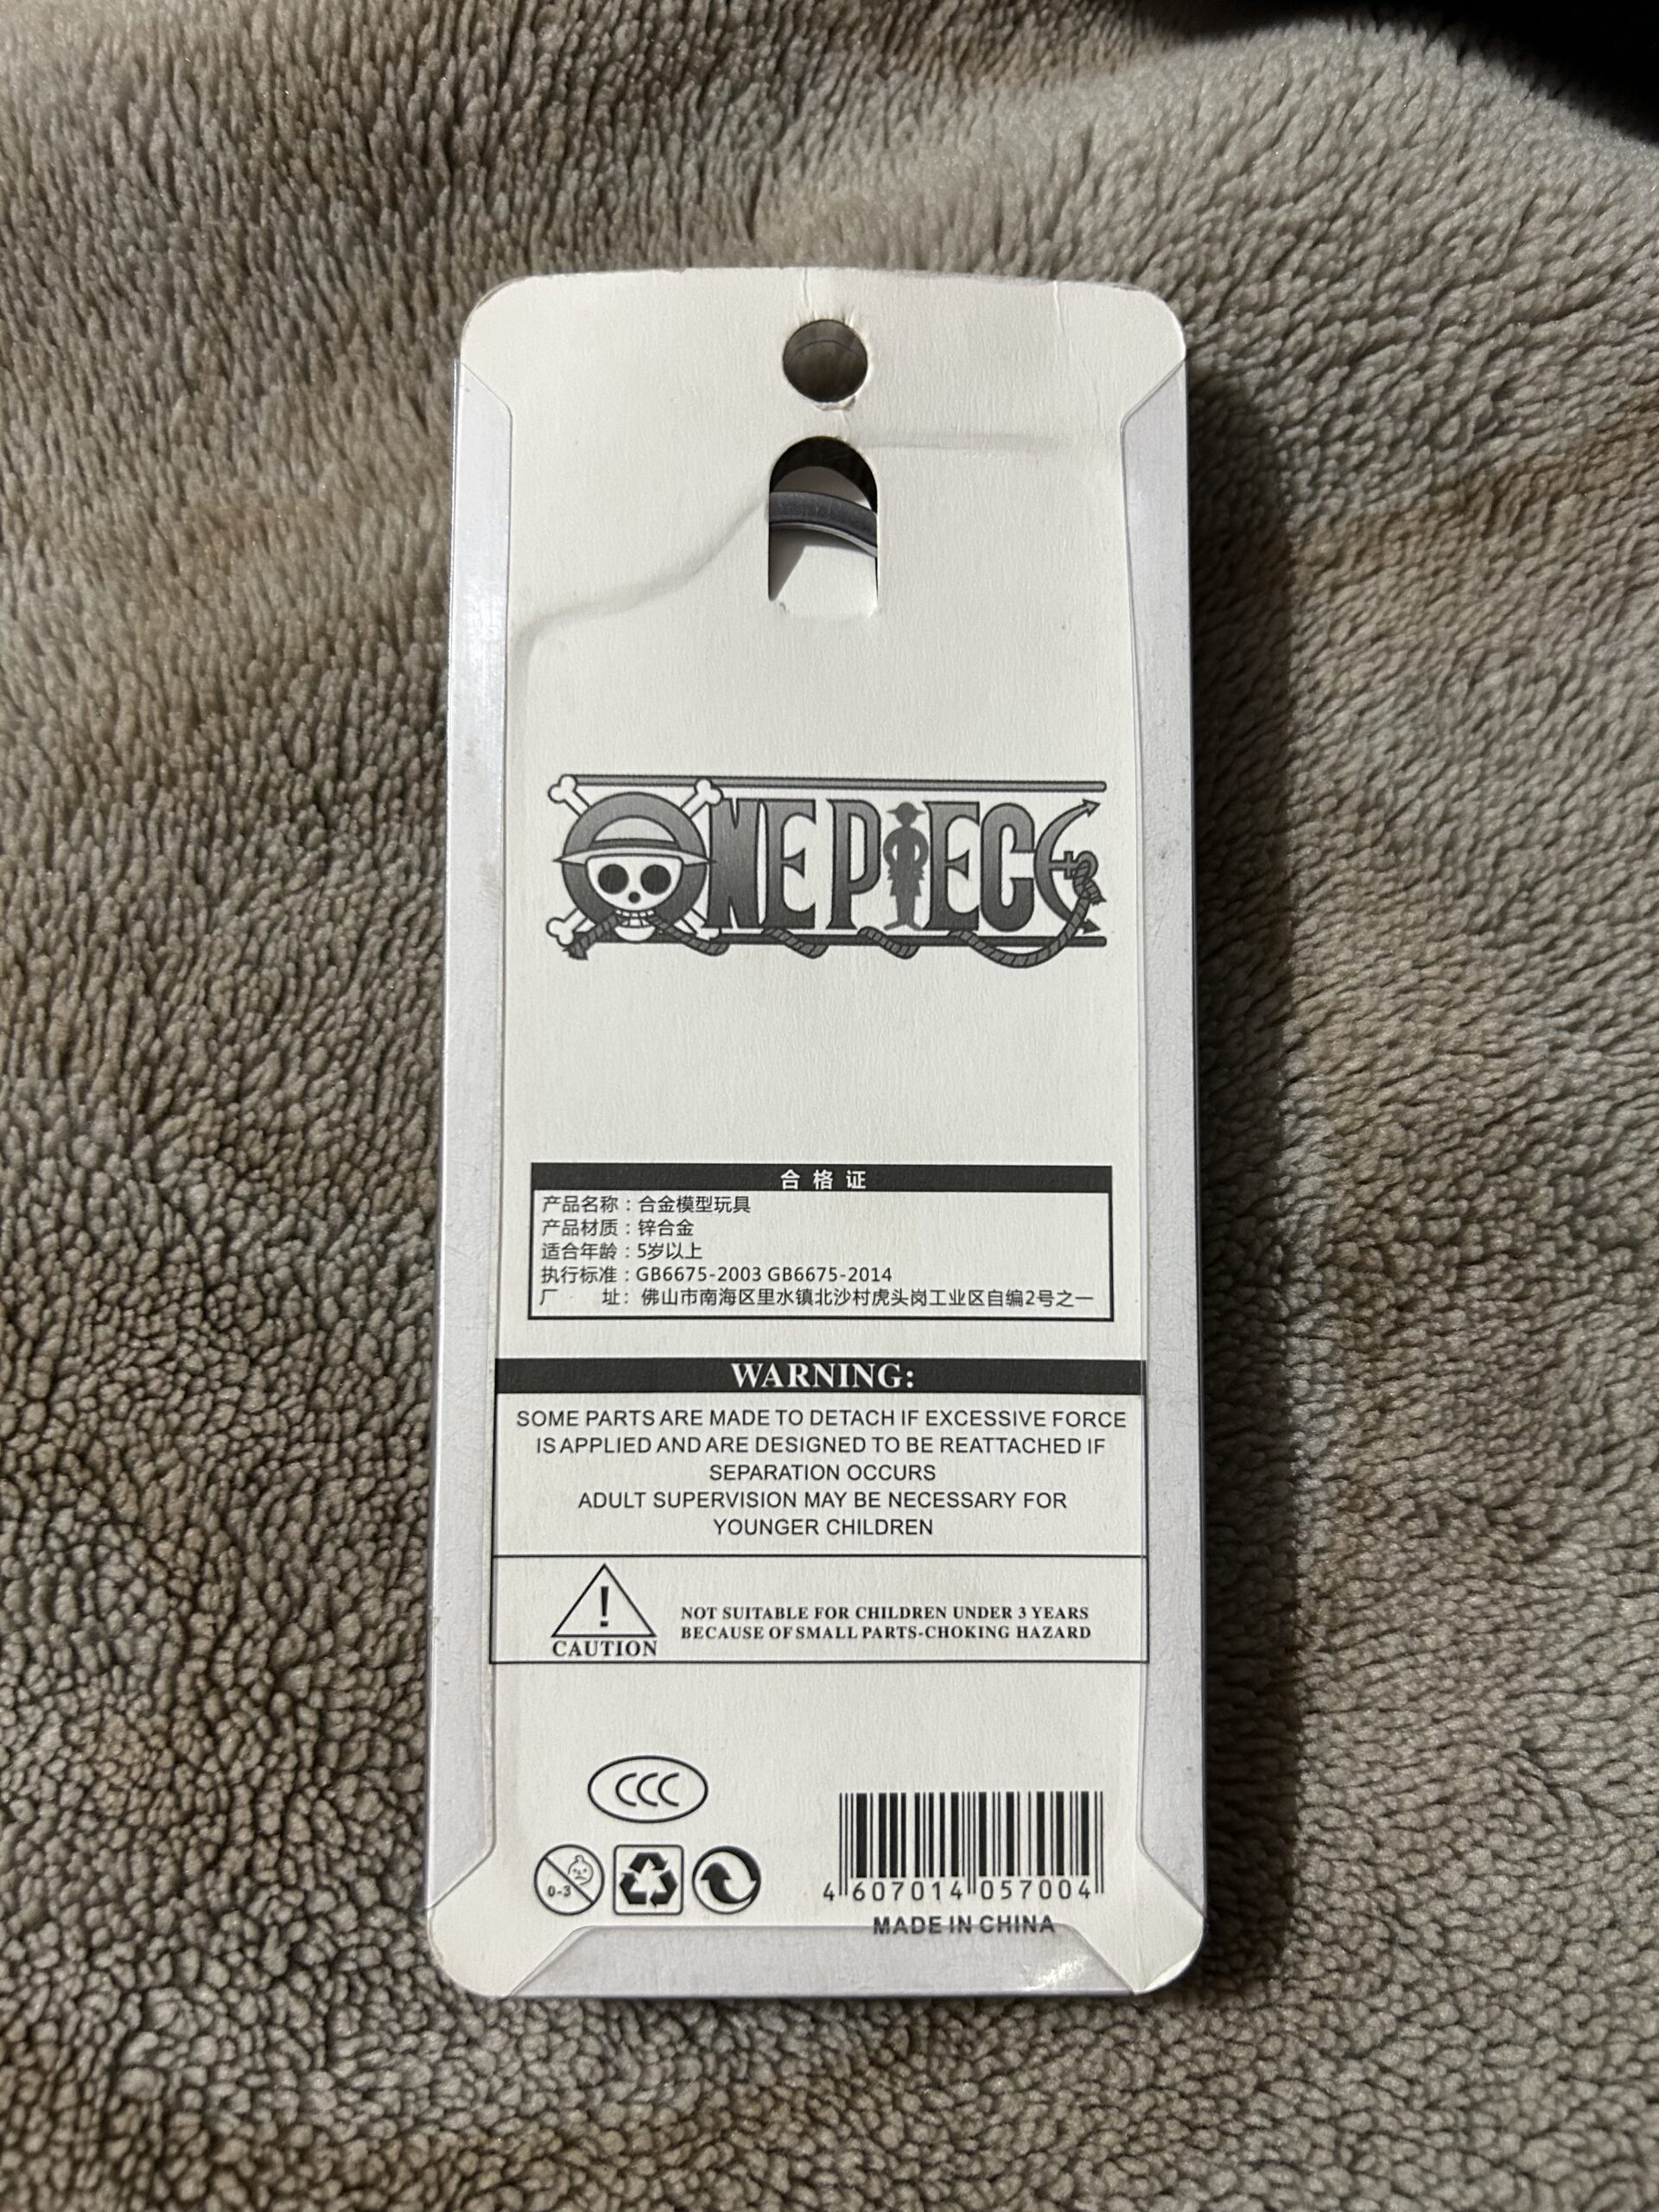 ONE PIECE
合格证
产品名称：合金模型玩具
产品材质：锌合金
适合年龄：5岁以上
执行标准：GB6675-2003 GB6675-2014
厂 址：佛山市南海区里水镇北沙村虎头岗工业区自编2号之一
WARNING:
SOME PARTS ARE MADE TO DETACH IF EXCESSIVE FORCE
IS APPLIED AND ARE DESIGNED TO BE REATTACHED IF
SEPARATION OCCURS
ADULT SUPERVISION MAY BE NECESSARY FOR
YOUNGER CHILDREN
!
CAUTION
NOT SUITABLE FOR CHILDREN UNDER 3 YEARS
BECAUSE OF SMALL PARTS-CHOKING HAZARD
CCC
0-3
4 607014 057004
MADE IN CHINA